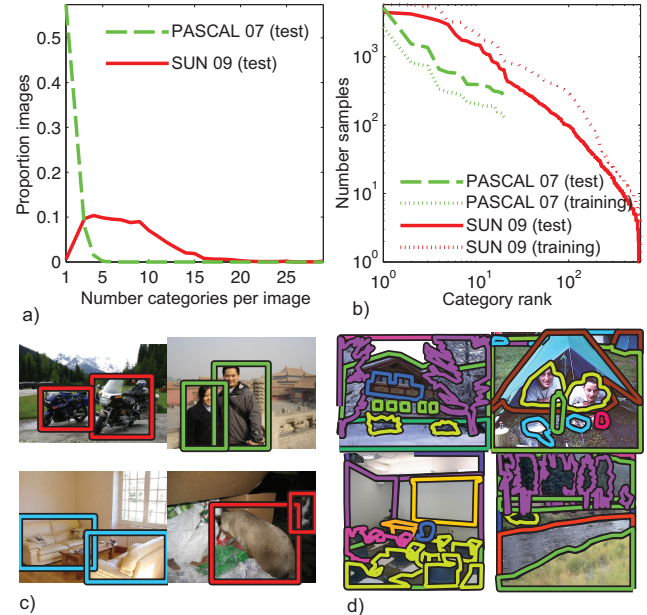 a)
0.5
0.4
0.3
0.2
0.1
0
Proportion images
PASCAL 07 (test)
SUN 09 (test)
1 5 10 15 20 25
Number categories per image
b)
10^3
10^2
10^1
10^0
Number samples
PASCAL 07 (test)
PASCAL 07 (training)
SUN 09 (test)
SUN 09 (training)
10^0 10^1 10^2
Category rank
c)
d)